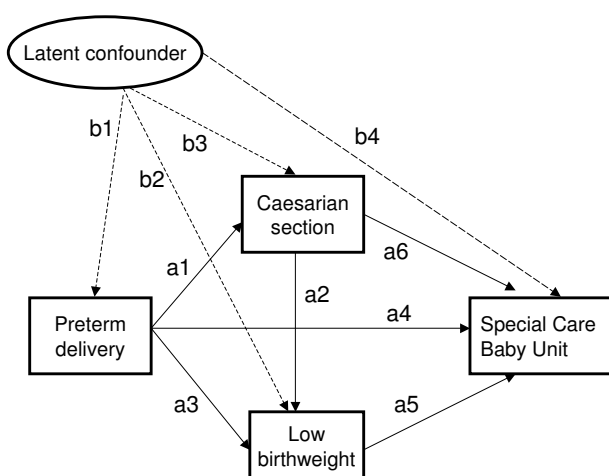 Latent confounder
b1
b3
b4
b2
Caesarian
section
a1
a6
a2
Preterm
delivery
a4
Special Care
Baby Unit
a3
a5
Low
birthweight